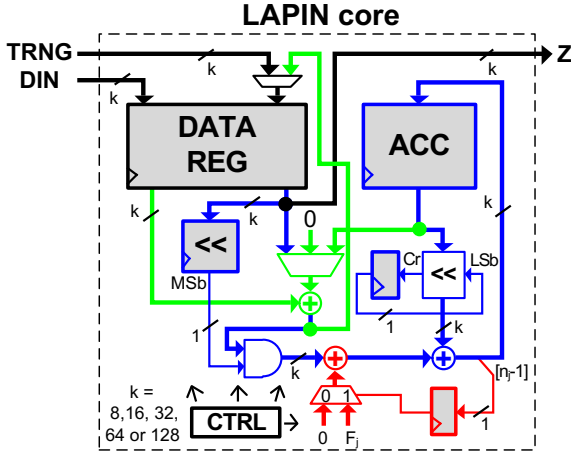 LAPIN core
TRNG
DIN
k
k
k
Z
DATA
REG
ACC
k
k
k
0
<<
MSb
Cr
<<
LSb
1
1
k
k
[nj-1]
k =
8,16, 32,
64 or 128
CTRL
0 1
0
Fj
1